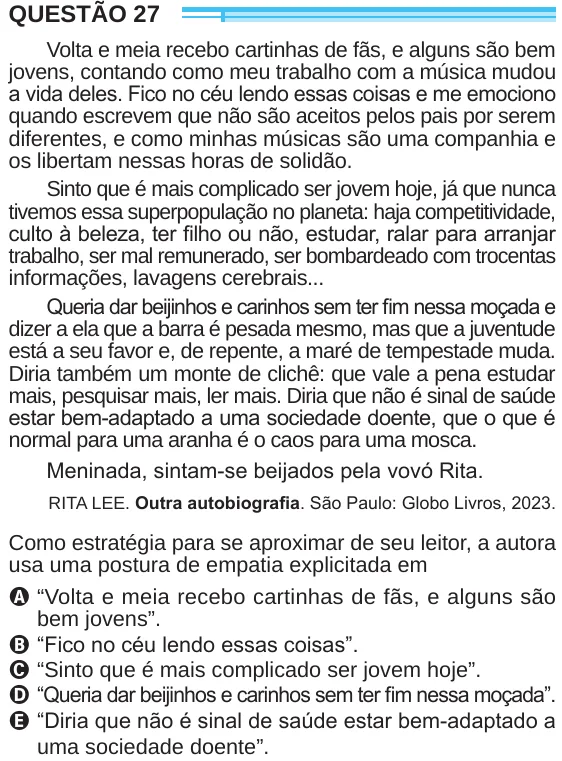 QUESTÃO 27
Volta e meia recebo cartinhas de fãs, e alguns são bem
jovens, contando como meu trabalho com a música mudou
a vida deles. Fico no céu lendo essas coisas e me emociono
quando escrevem que não são aceitos pelos pais por serem
diferentes, e como minhas músicas são uma companhia e
os libertam nessas horas de solidão.
Sinto que é mais complicado ser jovem hoje, já que nunca
tivemos essa superpopulação no planeta: haja competitividade,
culto à beleza, ter filho ou não, estudar, ralar para arranjar
trabalho, ser mal remunerado, ser bombardeado com trocentas
informações, lavagens cerebrais...
Queria dar beijinhos e carinhos sem ter fim nessa moçada e
dizer a ela que a barra é pesada mesmo, mas que a juventude
está a seu favor e, de repente, a maré de tempestade muda.
Diria também um monte de clichê: que vale a pena estudar
mais, pesquisar mais, ler mais. Diria que não é sinal de saúde
estar bem-adaptado a uma sociedade doente, que o que é
normal para uma aranha é o caos para uma mosca.
Meninada, sintam-se beijados pela vovó Rita.
RITA LEE. Outra autobiografia. São Paulo: Globo Livros, 2023.
Como estratégia para se aproximar de seu leitor, a autora
usa uma postura de empatia explicitada em
A “Volta e meia recebo cartinhas de fãs, e alguns são
bem jovens”.
B “Fico no céu lendo essas coisas”.
C “Sinto que é mais complicado ser jovem hoje”.
D “Queria dar beijinhos e carinhos sem ter fim nessa moçada”.
E “Diria que não é sinal de saúde estar bem-adaptado a
uma sociedade doente”.